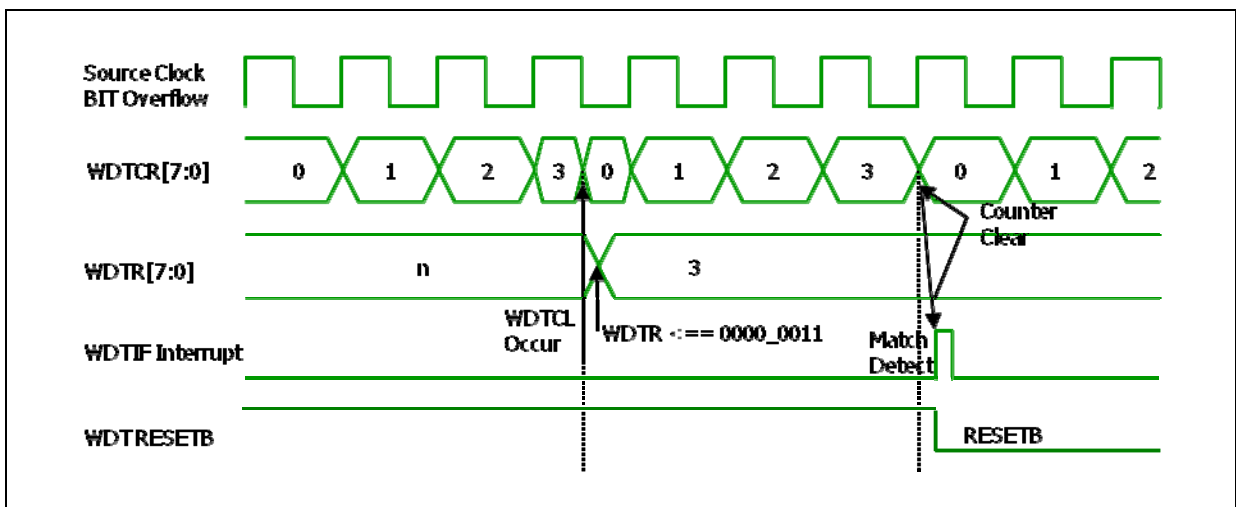 Source Clock
BIT Overflow
WDTCR[7:0]
0 1 2 3 0 1 2 3 0 1 2
Counter
Clear
WDTR[7:0]
n 3
WDTCL
Occur
WDTR <== 0000_0011
WDTIF Interrupt
Match
Detect
WDTRESETB
RESETB